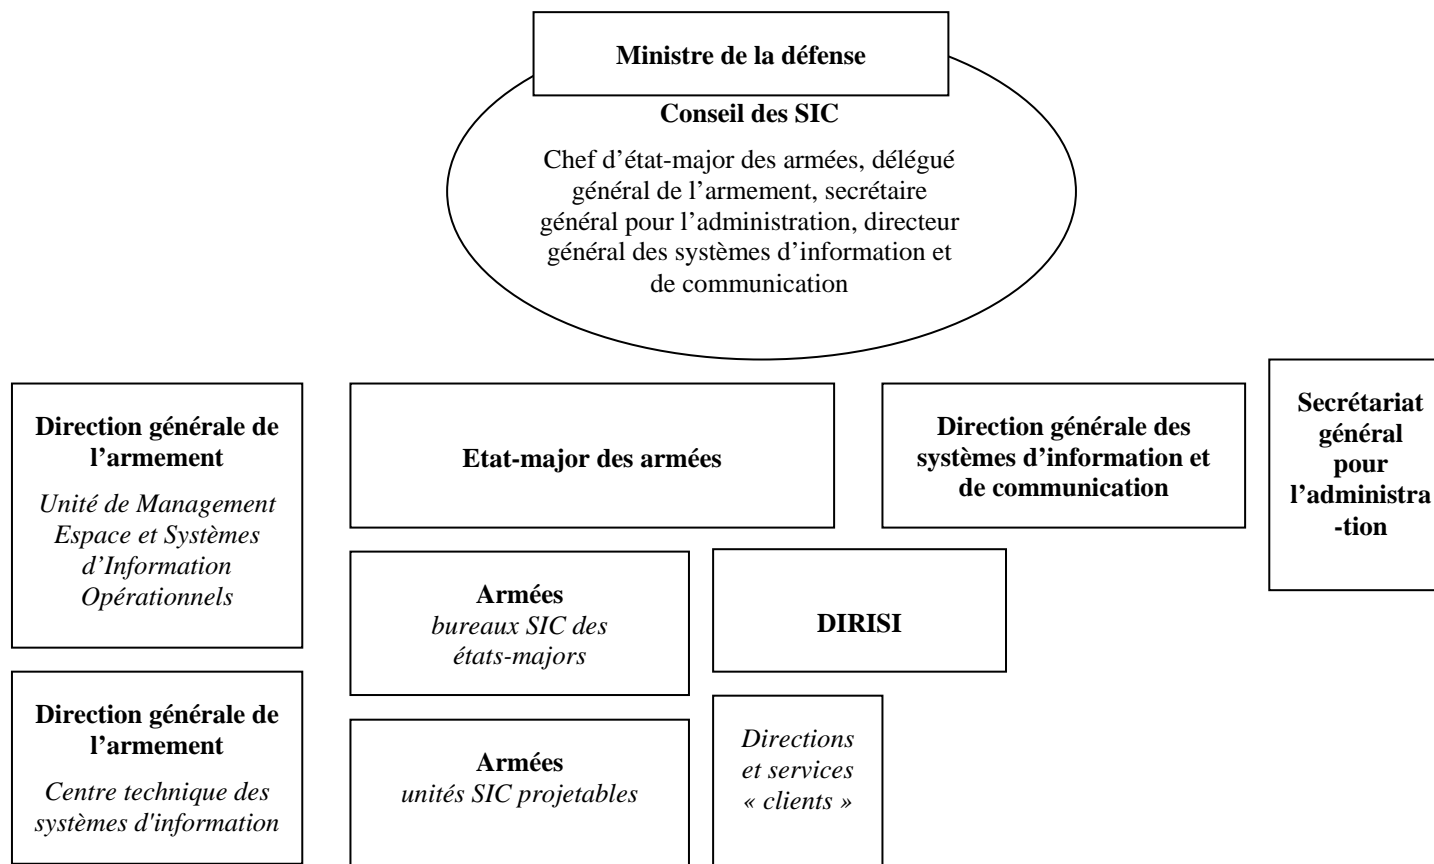 Ministre de la défense
Conseil des SIC
Chef d’état-major des armées, délégué
général de l’armement, secrétaire
général pour l’administration, directeur
général des systèmes d’information et
de communication
Direction générale de
l’armement
Unité de Management
Espace et Systèmes
d’Information
Opérationnels
Etat-major des armées
Direction générale des
systèmes d’information et
de communication
Secrétariat
général
pour
l’administra
-tion
Armées
bureaux SIC des
états-majors
DIRISI
Direction générale de
l’armement
Centre technique des
systèmes d'information
Armées
unités SIC projetables
Directions
et services
« clients »